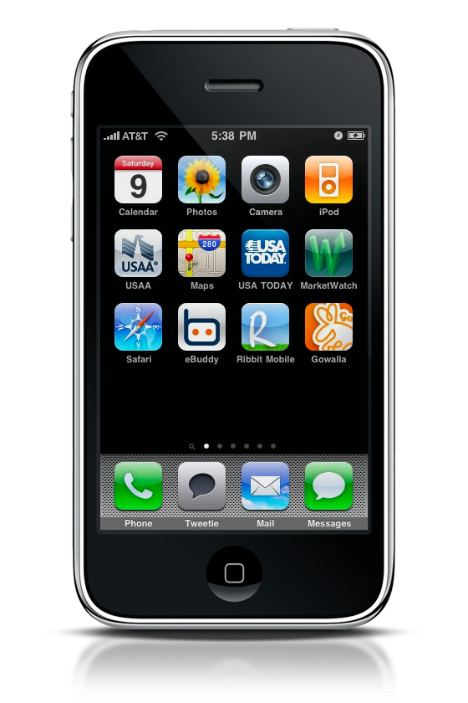 AT&T 5:38 PM
Saturday
9
Calendar Photos Camera iPod
280
USAA® USA TODAY.
USAA Maps USA TODAY MarketWatch
R Go
Safari eBuddy Ribbit Mobile Gowalla
Phone Tweetie Mail Messages